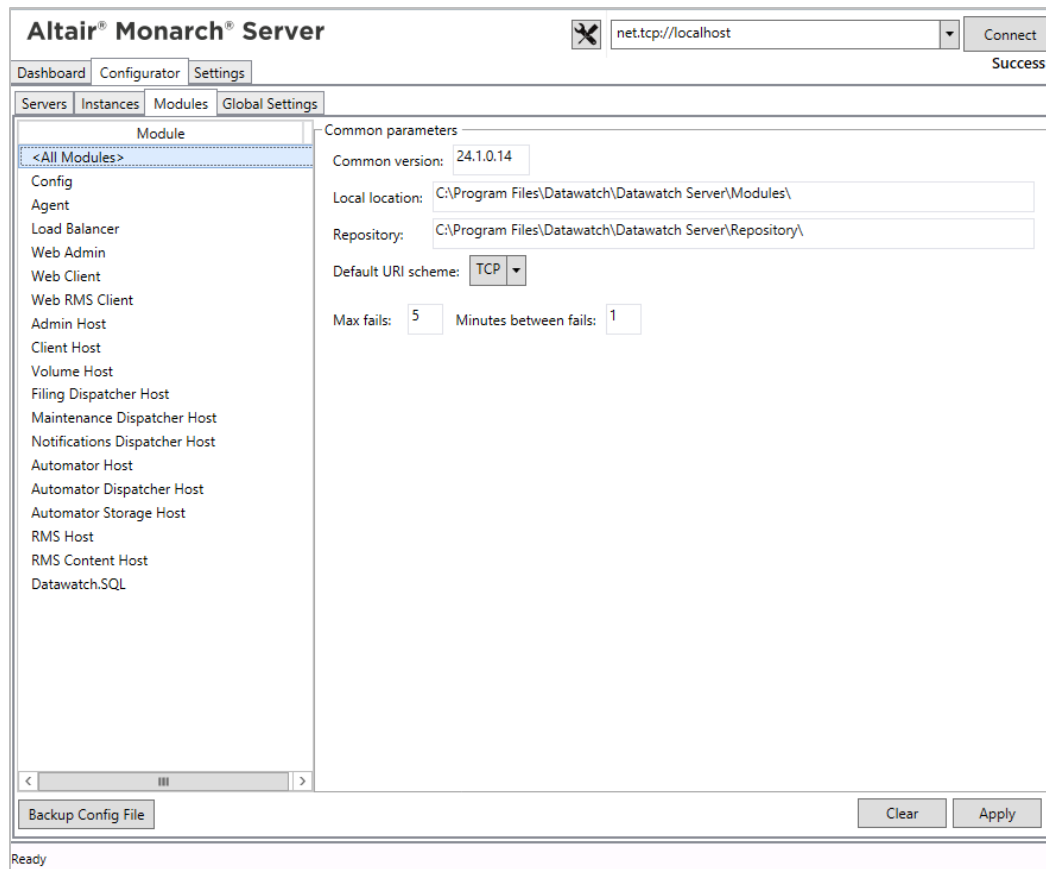 Altair® Monarch® Server
net.tcp://localhost
Connect
Success
Dashboard Configurator Settings
Servers Instances Modules Global Settings
Module
<All Modules>
Config
Agent
Load Balancer
Web Admin
Web Client
Web RMS Client
Admin Host
Client Host
Volume Host
Filing Dispatcher Host
Maintenance Dispatcher Host
Notifications Dispatcher Host
Automator Host
Automator Dispatcher Host
Automator Storage Host
RMS Host
RMS Content Host
Datawatch.SQL
Common parameters
Common version: 24.1.0.14
Local location: C:\Program Files\Datawatch\Datawatch Server\Modules\
Repository: C:\Program Files\Datawatch\Datawatch Server\Repository\
Default URI scheme: TCP
Max fails: 5 Minutes between fails: 1
Backup Config File
Clear Apply
Ready